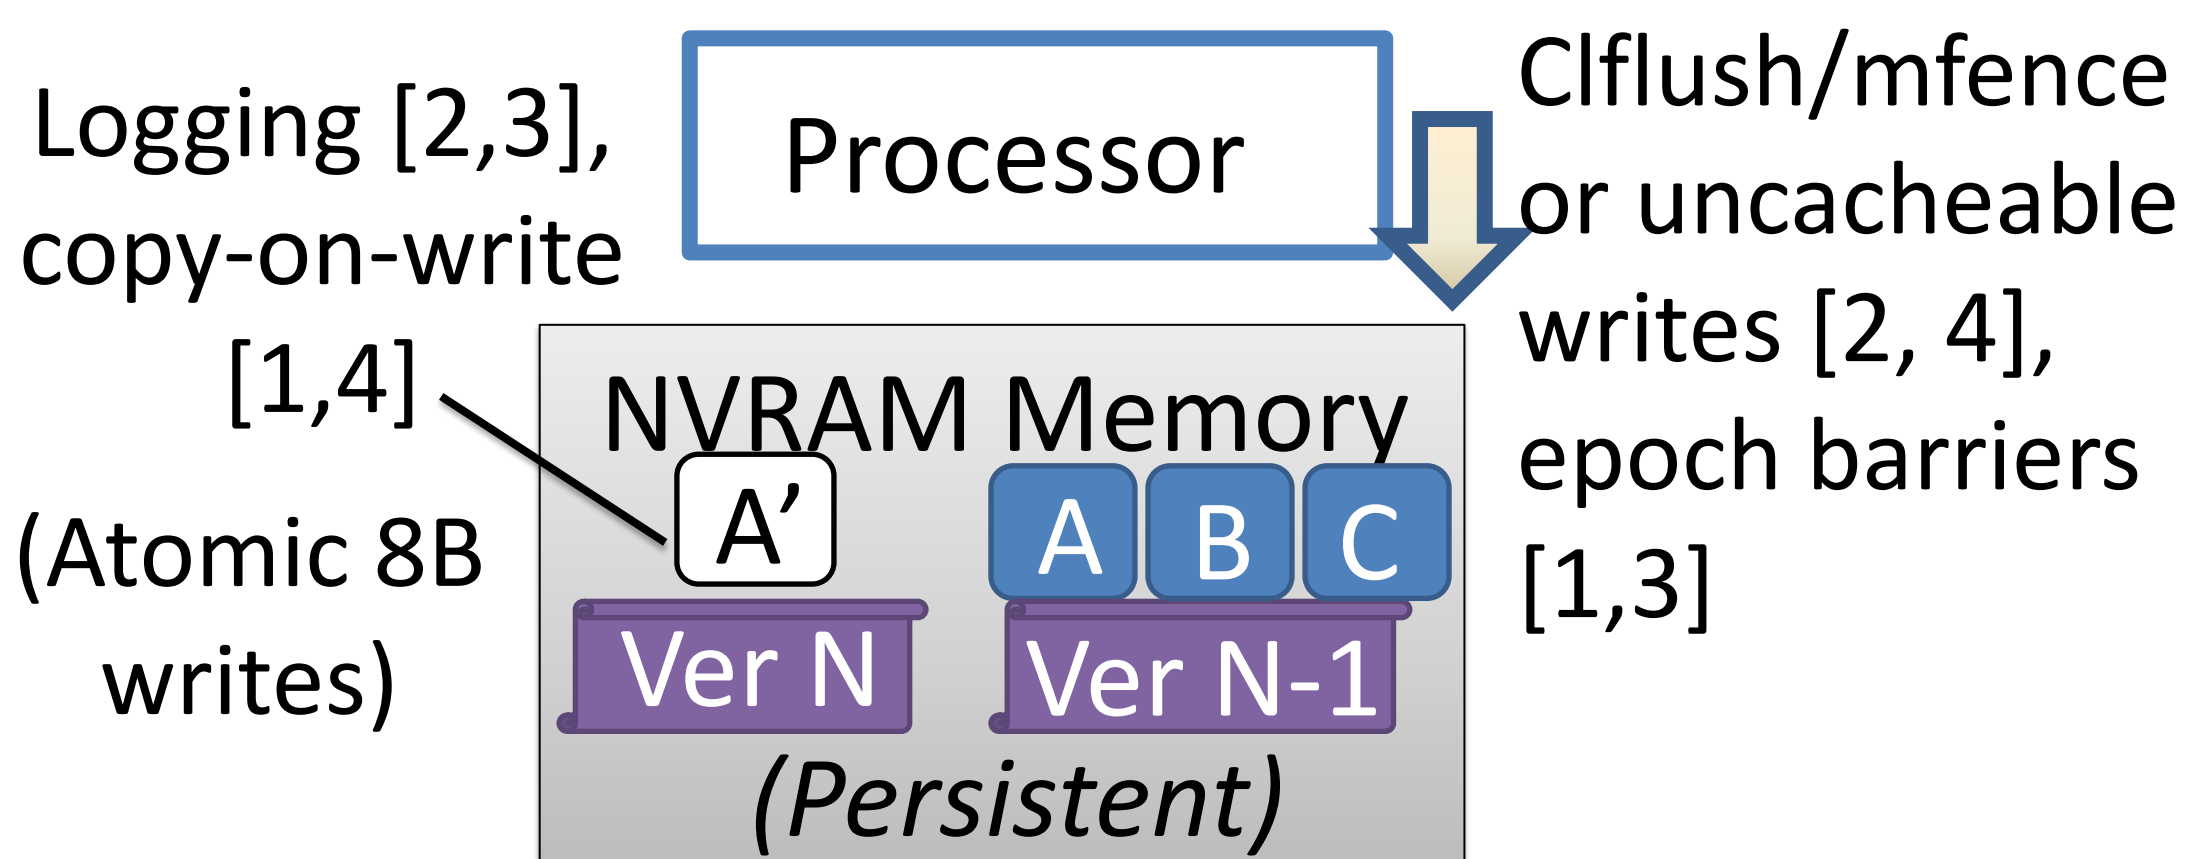 Logging [2,3],
copy-on-write
[1,4]
(Atomic 8B
writes)
Processor
Clflush/mfence
or uncacheable
writes [2, 4],
epoch barriers
[1,3]
NVRAM Memory
A’
A
B
C
Ver N
Ver N-1
(Persistent)